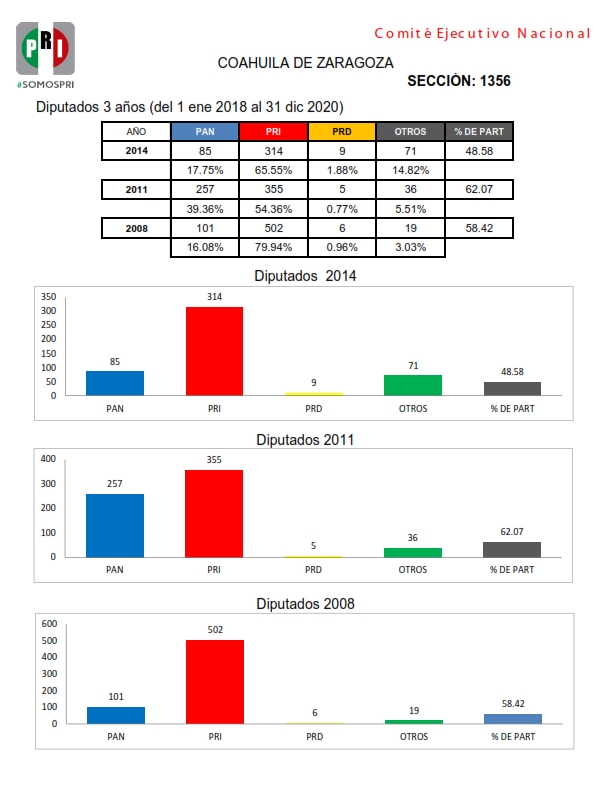 PRI
#SOMOSPRI
Comité Ejecutivo Nacional
COAHUILA DE ZARAGOZA
SECCIÓN: 1356
Diputados 3 años (del 1 ene 2018 al 31 dic 2020)
AÑO PAN PRI PRD OTROS % DE PART
2014 85 314 9 71 48.58
17.75% 65.55% 1.88% 14.82%
2011 257 355 5 36 62.07
39.36% 54.36% 0.77% 5.51%
2008 101 502 6 19 58.42
16.08% 79.94% 0.96% 3.03%
Diputados 2014
350
300
250
200
150
100
50
0
85 314 9 71 48.58
PAN PRI PRD OTROS % DE PART
Diputados 2011
400
300
200
100
0
257 355 5 36 62.07
PAN PRI PRD OTROS % DE PART
Diputados 2008
600
500
400
300
200
100
0
101 502 6 19 58.42
PAN PRI PRD OTROS % DE PART